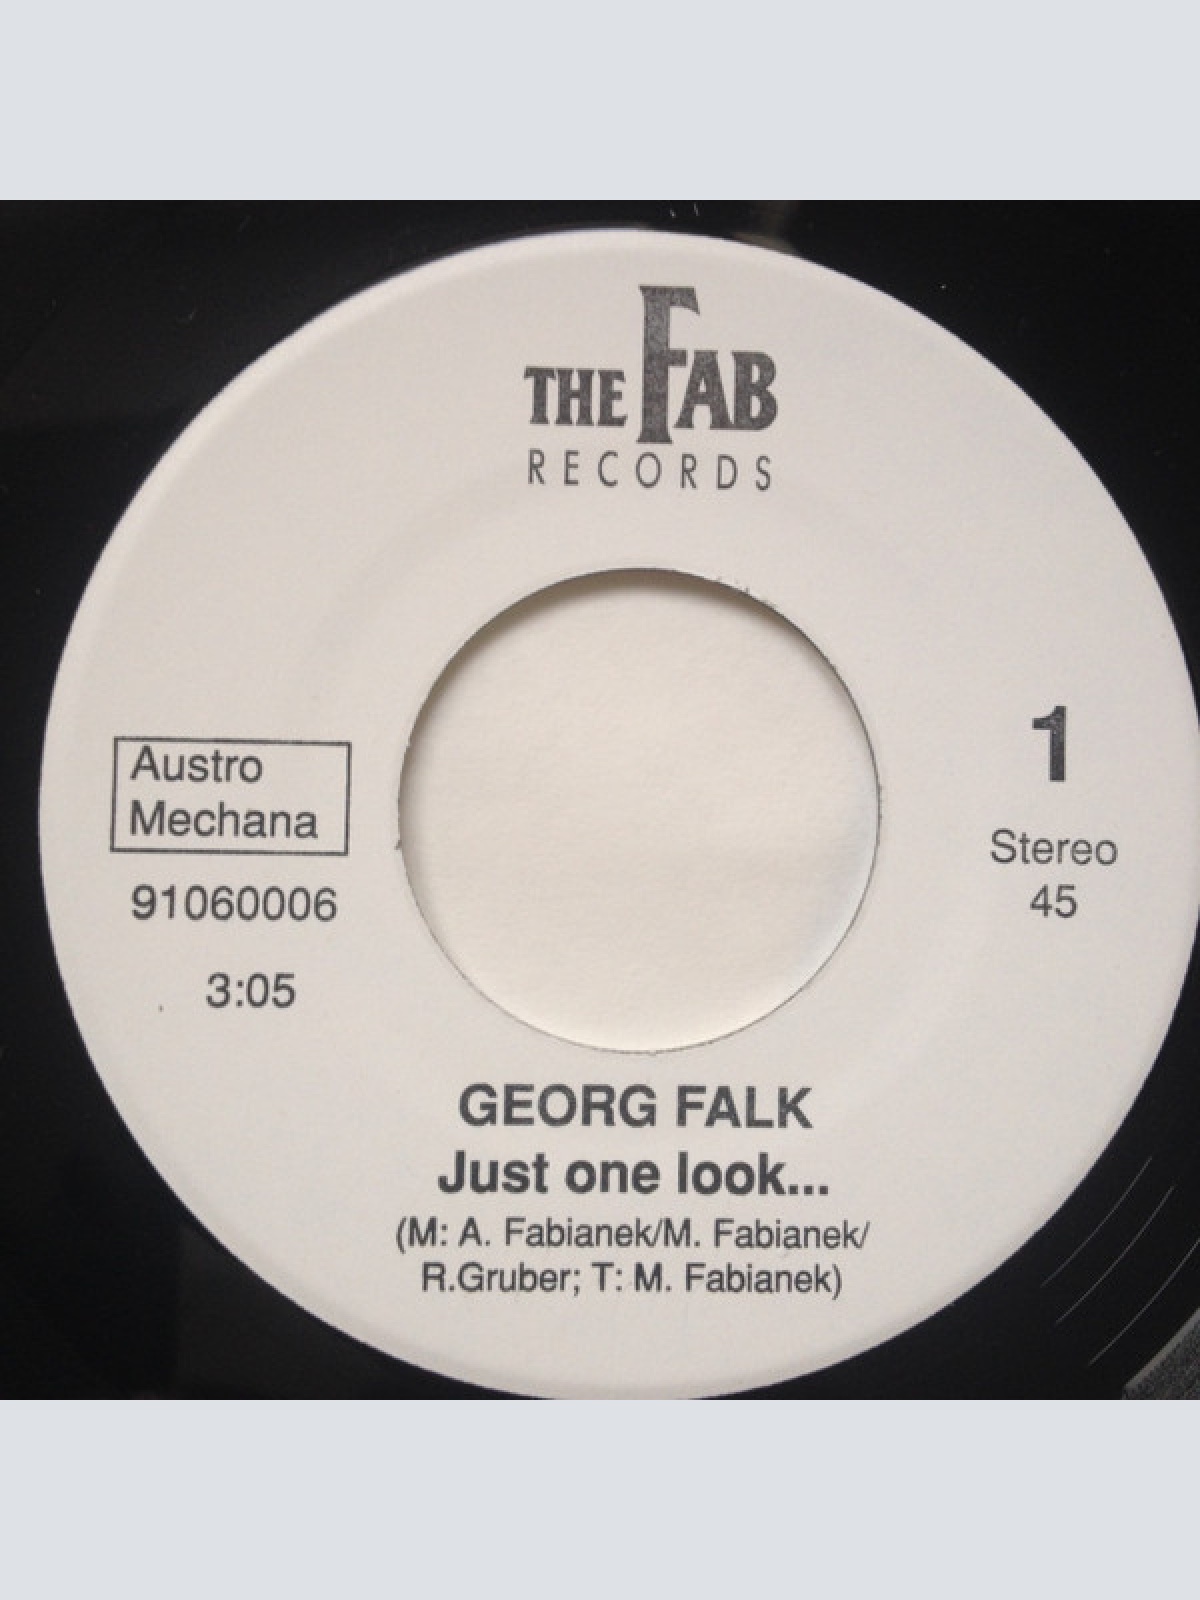 THE FAB
RECORDS
Austro
Mechana
91060006
3:05
1
Stereo
45
GEORG FALK
Just one look...
(M: A. Fabianek/M. Fabianek/
R.Gruber; T: M. Fabianek)